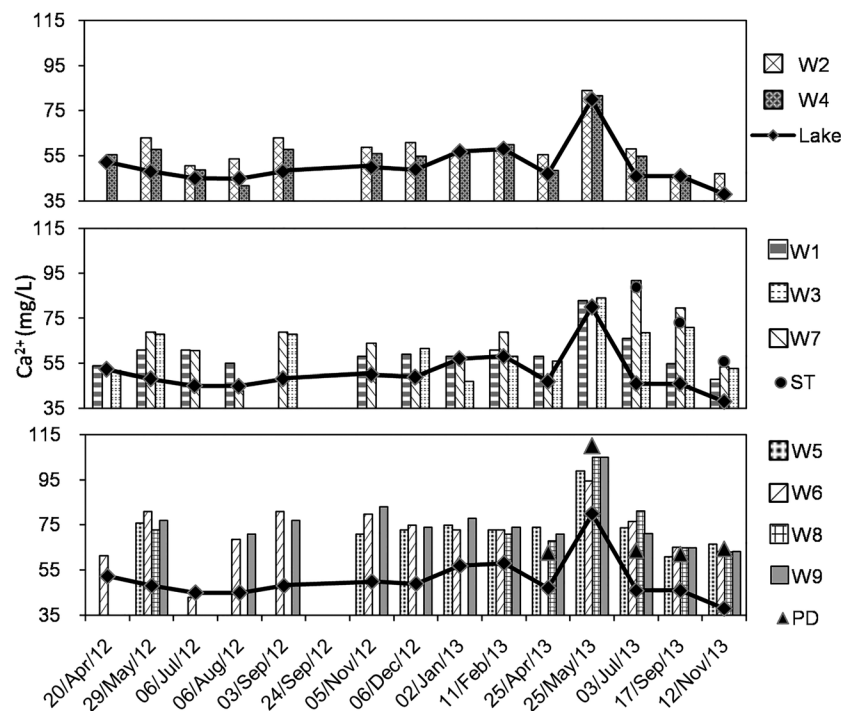 115
95
75
55
35
W2
W4
Lake
115
95
75
55
35
W1
W3
W7
ST
Ca²⁺ (mg/L)
115
95
75
55
35
W5
W6
W8
W9
PD
20/Apr/12
29/May/12
06/Jul/12
06/Aug/12
03/Sep/12
24/Sep/12
05/Nov/12
06/Dec/12
02/Jan/13
11/Feb/13
25/Apr/13
25/May/13
03/Jul/13
17/Sep/13
12/Nov/13